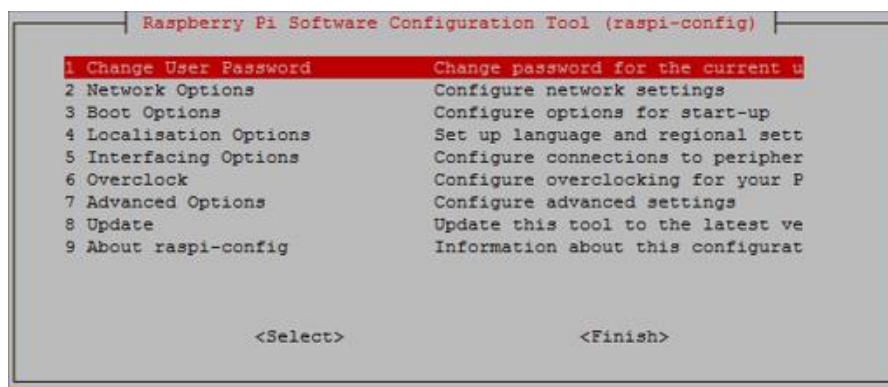 Raspberry Pi Software Configuration Tool (raspi-config)
1 Change User Password Change password for the current u
2 Network Options Configure network settings
3 Boot Options Configure options for start-up
4 Localisation Options Set up language and regional sett
5 Interfacing Options Configure connections to peripher
6 Overclock Configure overclocking for your P
7 Advanced Options Configure advanced settings
8 Update Update this tool to the latest ve
9 About raspi-config Information about this configurat
<Select> <Finish>